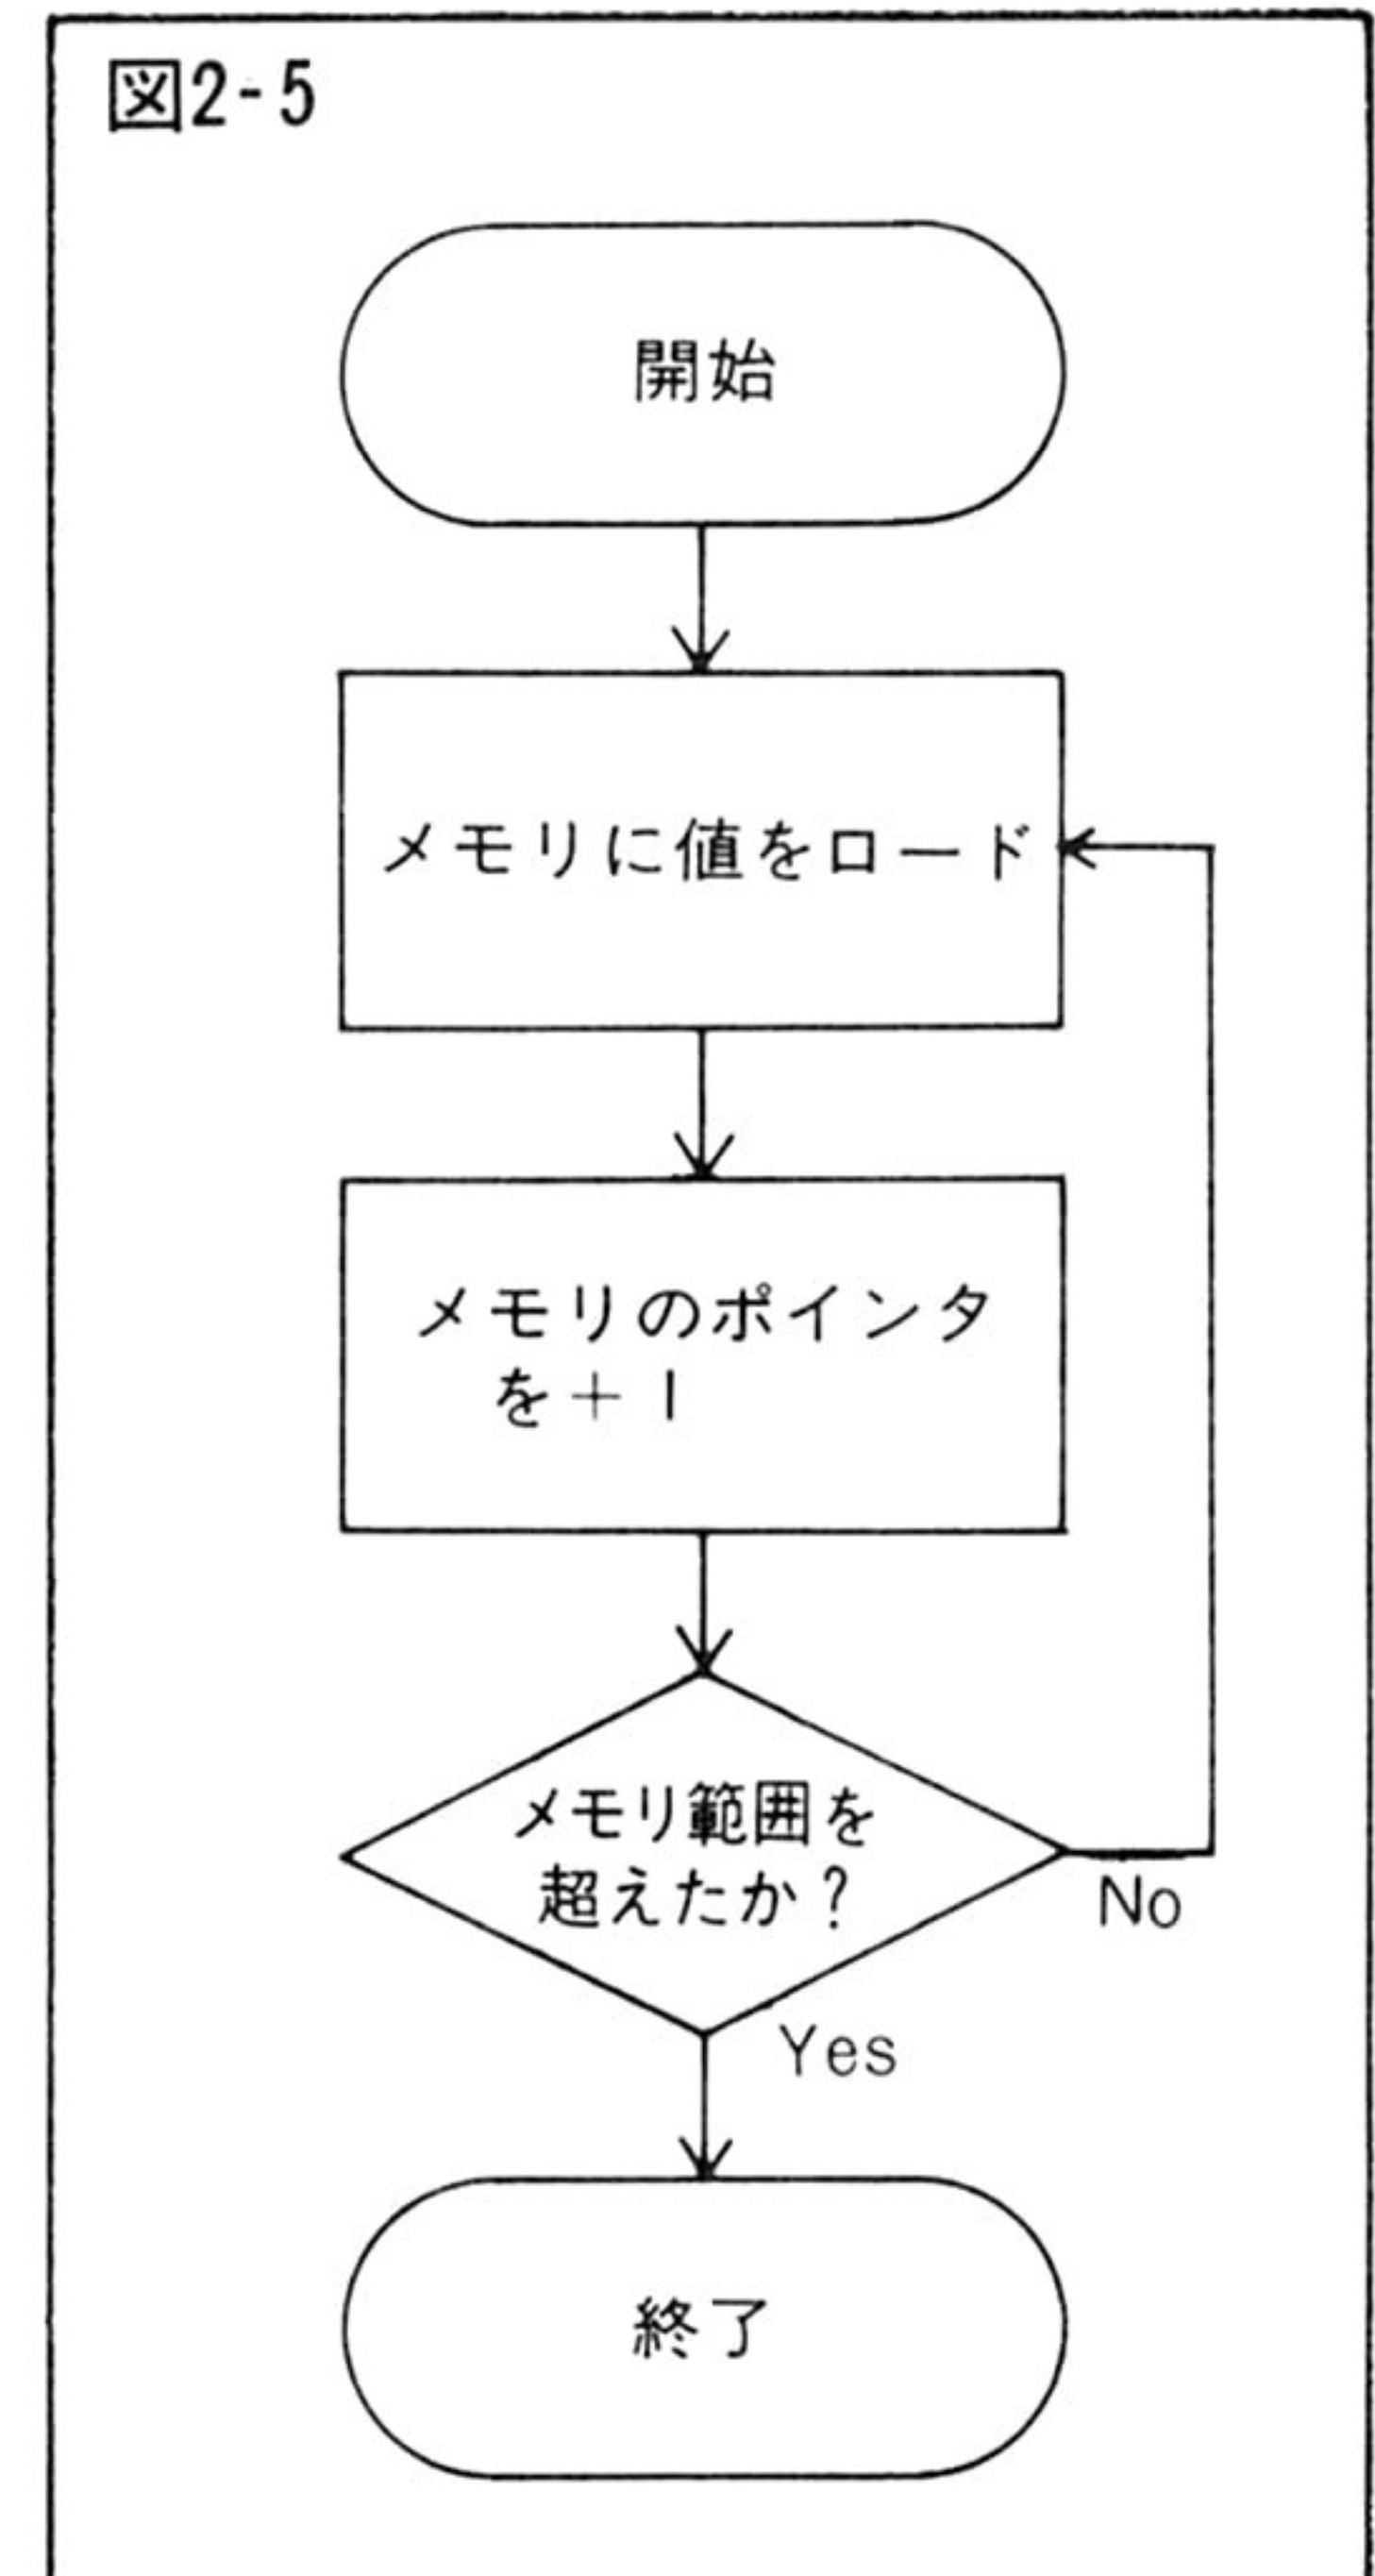 図2-5
開始
メモリに値をロード
メモリのポインタ
を+1
メモリ範囲を
超えたか?
No
Yes
終了